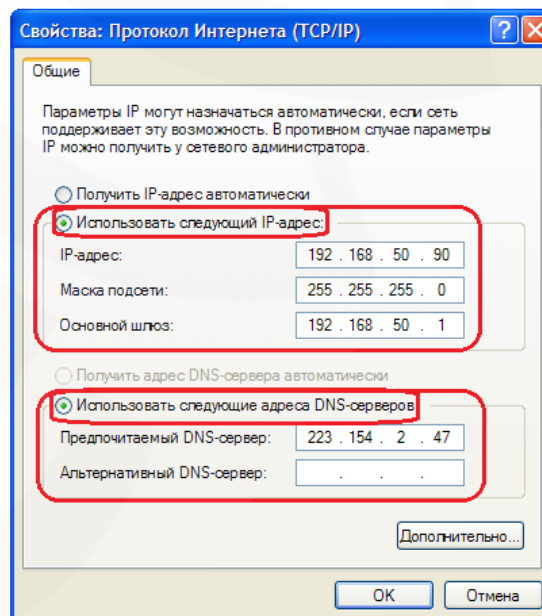 Свойства: Протокол Интернета (TCP/IP)
Общие
Параметры IP могут назначаться автоматически, если сеть
поддерживает эту возможность. В противном случае параметры
IP можно получить у сетевого администратора.
Получить IP-адрес автоматически
Использовать следующий IP-адрес:
IP-адрес: 192 . 168 . 50 . 90
Маска подсети: 255 . 255 . 255 . 0
Основной шлюз: 192 . 168 . 50 . 1
Получить адрес DNS-сервера автоматически
Использовать следующие адреса DNS-серверов
Предпочитаемый DNS-сервер: 223 . 154 . 2 . 47
Альтернативный DNS-сервер: . . .
Дополнительно...
OK Отмена